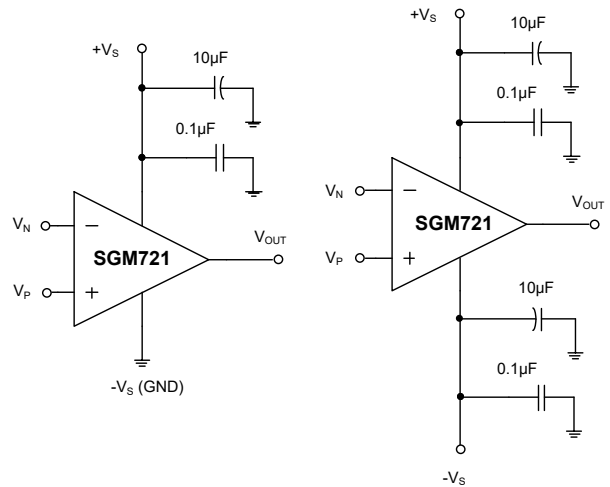 +VS
10µF
0.1µF
VN
−
SGM721
VOUT
VP
+
-VS (GND)
+VS
10µF
0.1µF
VN
−
VOUT
SGM721
VP
+
10µF
0.1µF
-VS